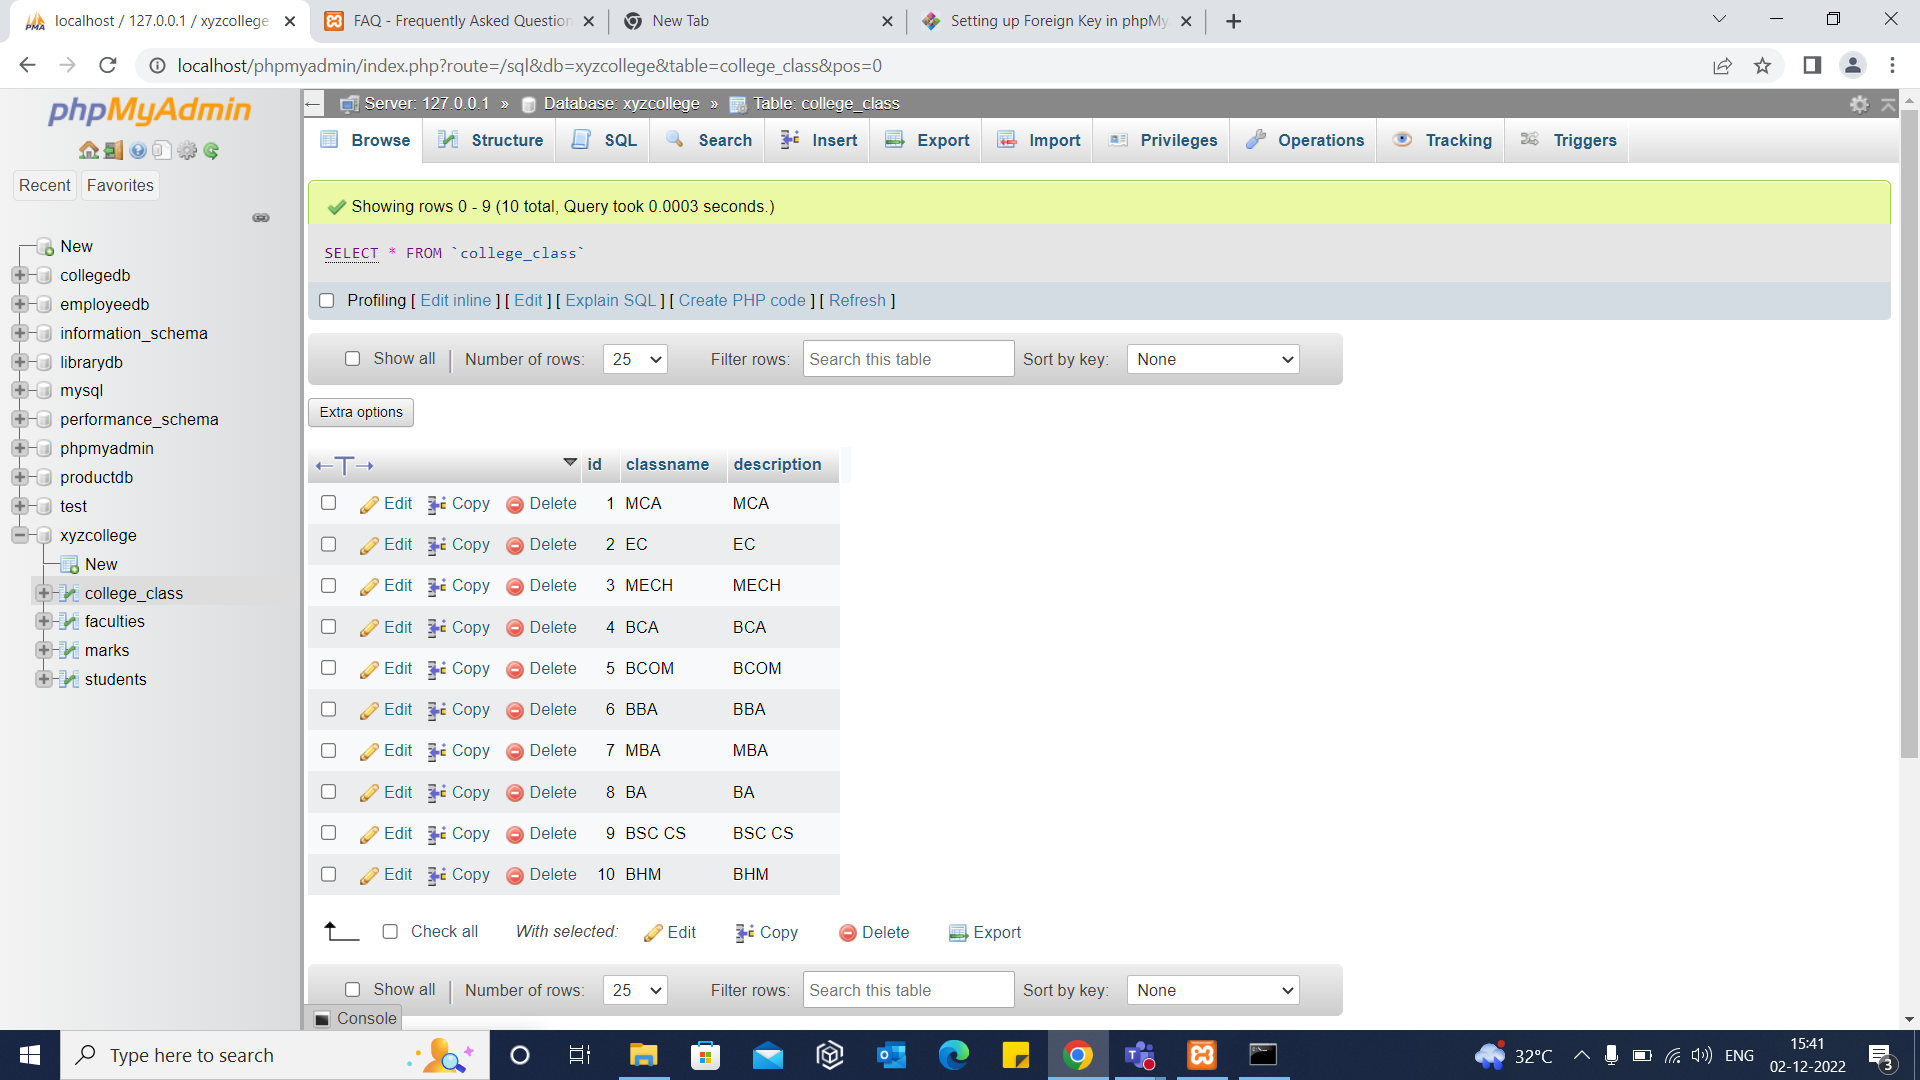 localhost / 127.0.0.1 / xyzcollege
FAQ - Frequently Asked Question
New Tab
Setting up Foreign Key in phpMy
localhost/phpmyadmin/index.php?route=/sql&db=xyzcollege&table=college_class&pos=0
phpMyAdmin
Recent
Favorites
New
collegedb
employeedb
information_schema
librarydb
mysql
performance_schema
phpmyadmin
productdb
test
xyzcollege
New
college_class
faculties
marks
students
Server: 127.0.0.1 » Database: xyzcollege » Table: college_class
Browse Structure SQL Search Insert Export Import Privileges Operations Tracking Triggers
Showing rows 0 - 9 (10 total, Query took 0.0003 seconds.)
SELECT * FROM `college_class`
Profiling [ Edit inline ] [ Edit ] [ Explain SQL ] [ Create PHP code ] [ Refresh ]
Show all | Number of rows: 25 Filter rows: Search this table Sort by key: None
Extra options
id classname description
Edit Copy Delete 1 MCA MCA
Edit Copy Delete 2 EC EC
Edit Copy Delete 3 MECH MECH
Edit Copy Delete 4 BCA BCA
Edit Copy Delete 5 BCOM BCOM
Edit Copy Delete 6 BBA BBA
Edit Copy Delete 7 MBA MBA
Edit Copy Delete 8 BA BA
Edit Copy Delete 9 BSC CS BSC CS
Edit Copy Delete 10 BHM BHM
Check all With selected: Edit Copy Delete Export
Show all | Number of rows: 25 Filter rows: Search this table Sort by key: None
Console
Type here to search
32°C
ENG
15:41
02-12-2022
3